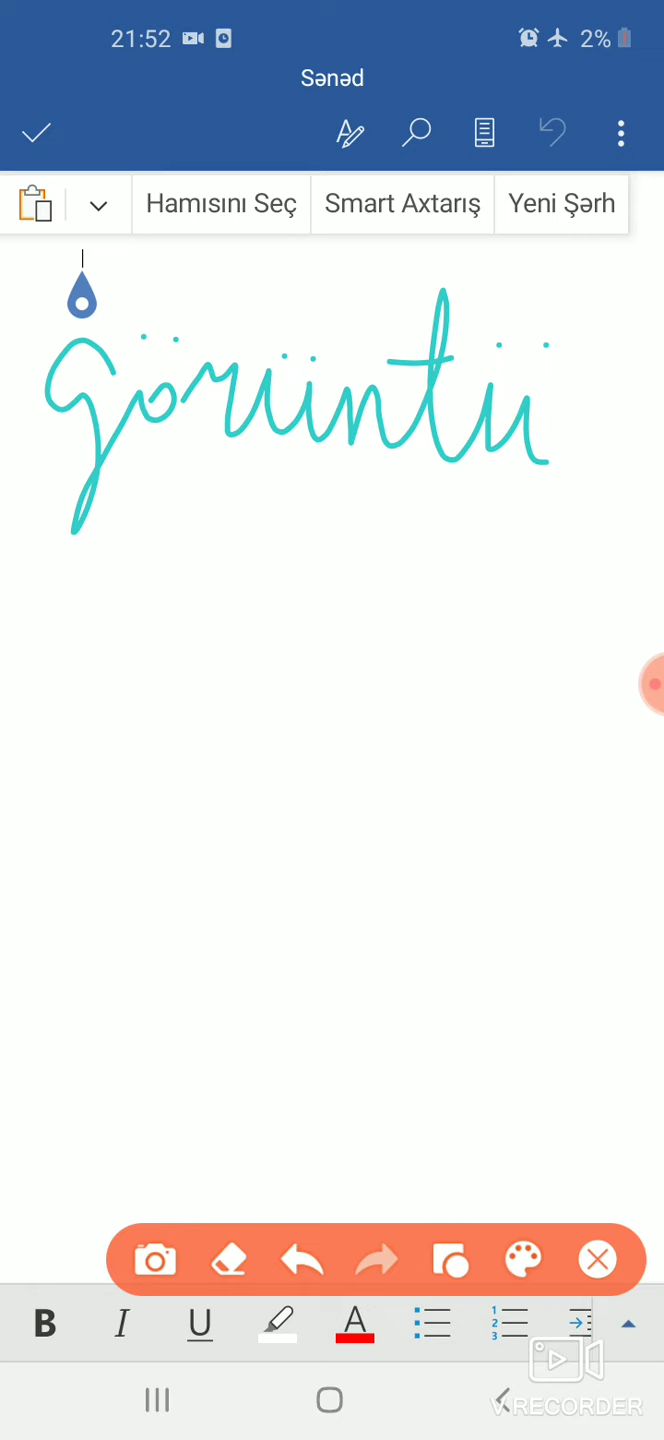 21:52 2%
Sənəd
Hamısını Seç Smart Axtarış Yeni Şərh
görüntü
B I U A
V RECORDER